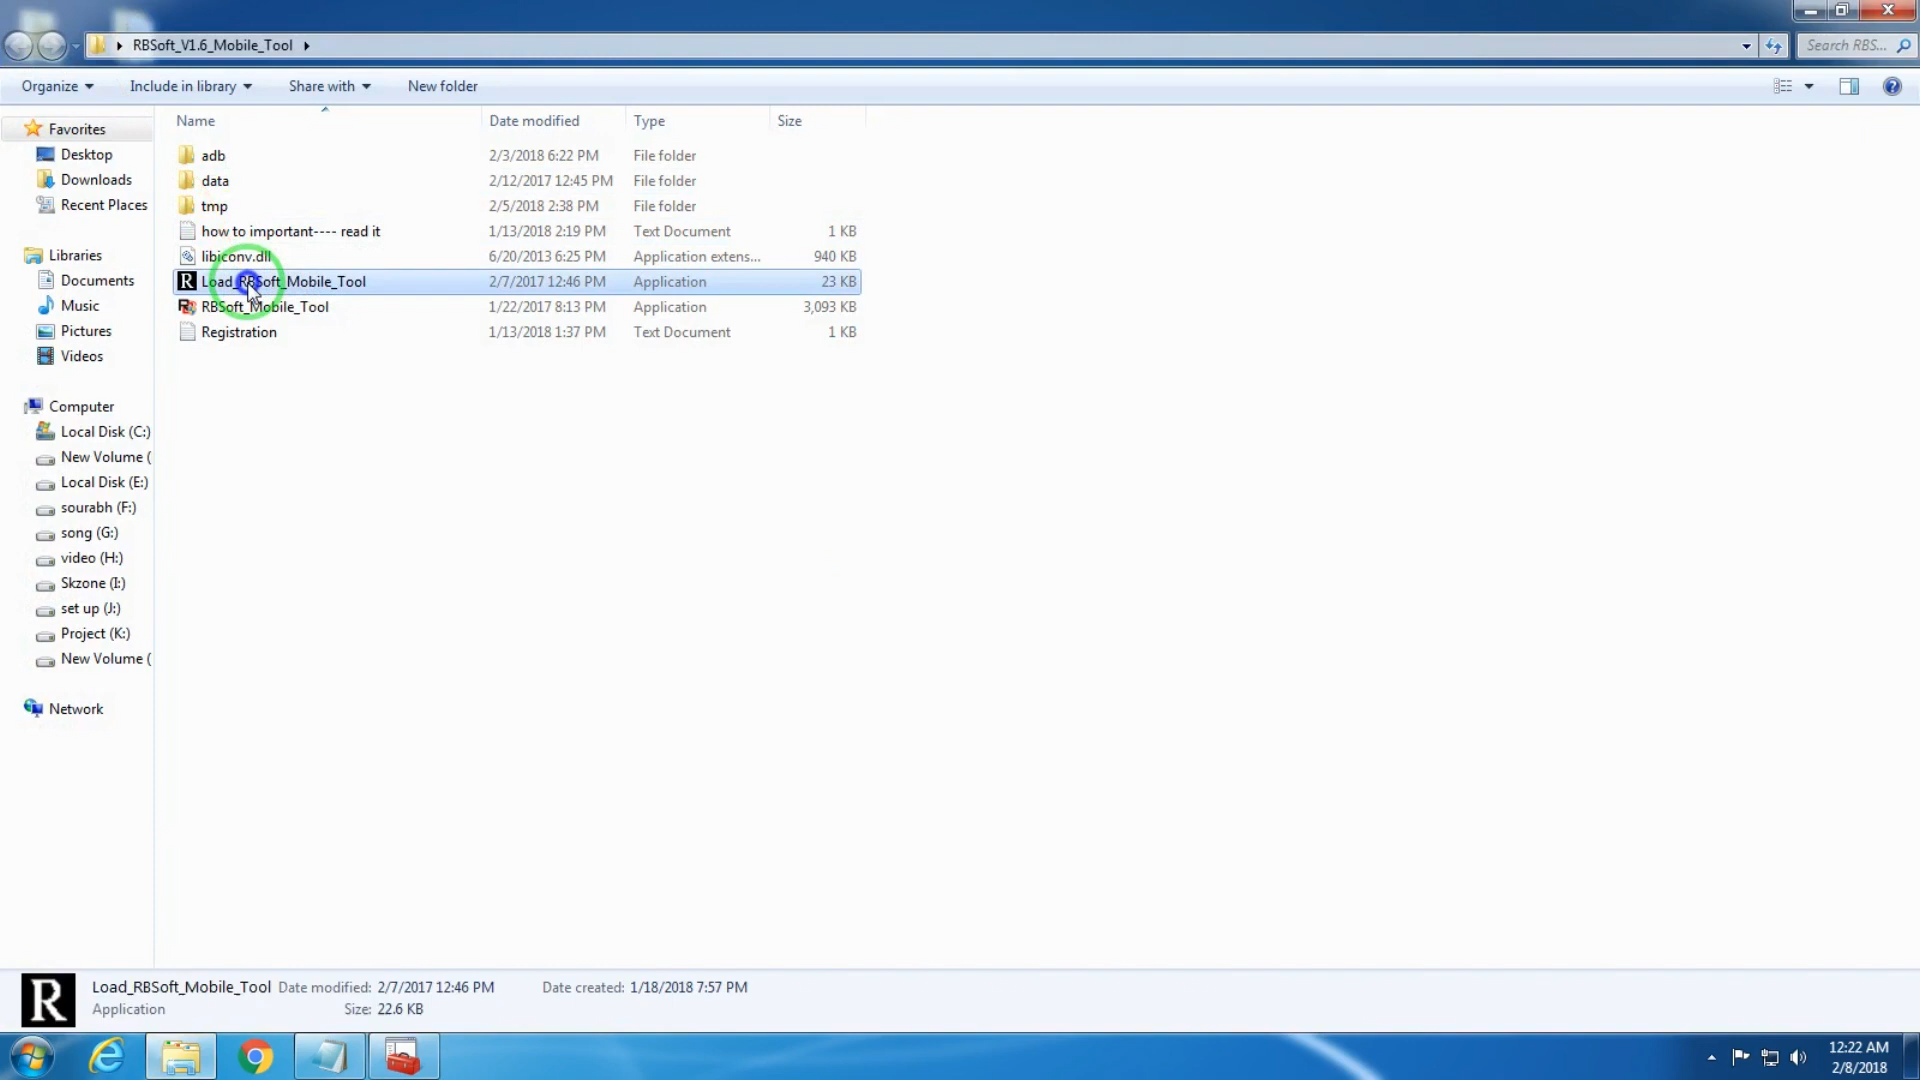 RBSoft_V1.6_Mobile_Tool
Search RBS...
Organize
Include in library
Share with
New folder
Name
Date modified
Type
Size
Favorites
Desktop
Downloads
Recent Places
Libraries
Documents
Music
Pictures
Videos
Computer
Local Disk (C:)
New Volume (
Local Disk (E:)
sourabh (F:)
song (G:)
video (H:)
Skzone (I:)
set up (J:)
Project (K:)
New Volume (
Network
adb 2/3/2018 6:22 PM File folder
data 2/12/2017 12:45 PM File folder
tmp 2/5/2018 2:38 PM File folder
how to important---- read it 1/13/2018 2:19 PM Text Document 1 KB
libiconv.dll 6/20/2013 6:25 PM Application extens... 940 KB
R Load_RBSoft_Mobile_Tool 2/7/2017 12:46 PM Application 23 KB
RBSoft_Mobile_Tool 1/22/2017 8:13 PM Application 3,093 KB
Registration 1/13/2018 1:37 PM Text Document 1 KB
R
Load_RBSoft_Mobile_Tool Date modified: 2/7/2017 12:46 PM Date created: 1/18/2018 7:57 PM
Application Size: 22.6 KB
12:22 AM
2/8/2018